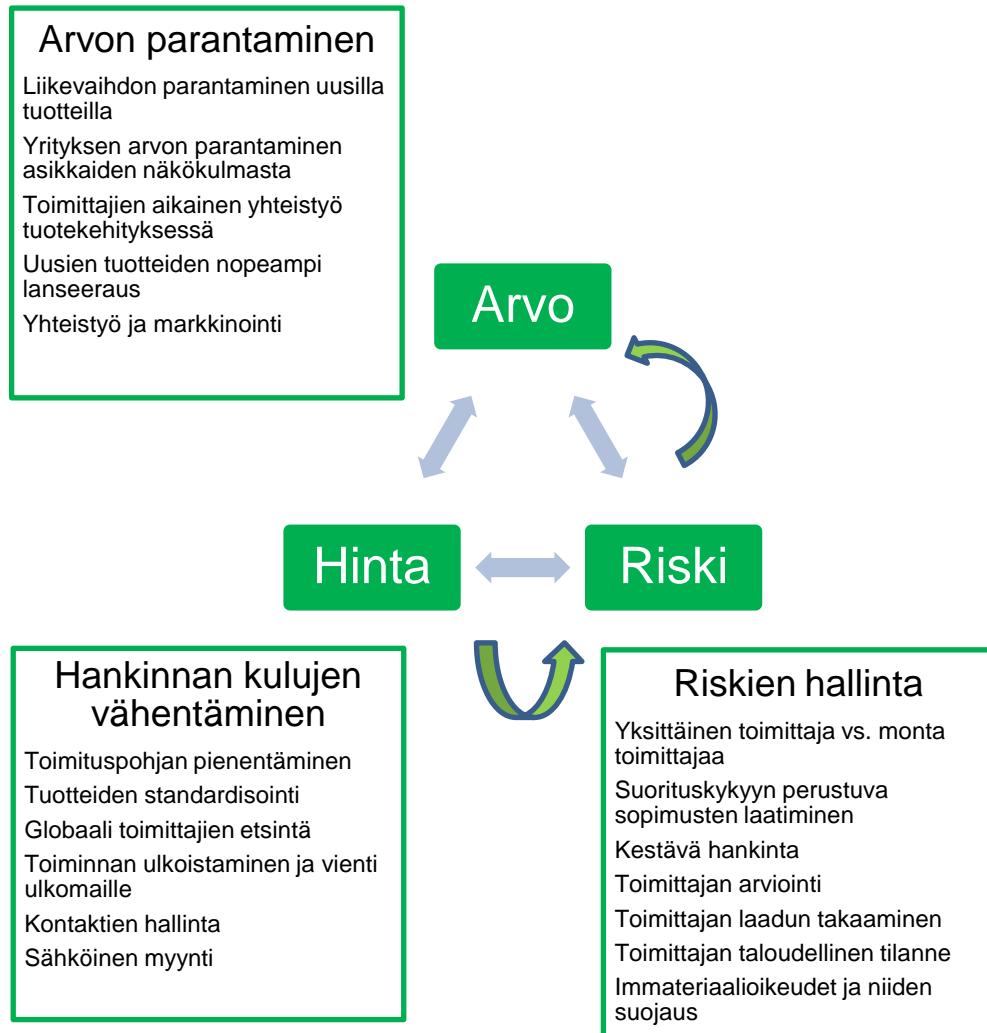 Arvon parantaminen
Liikevaihdon parantaminen uusilla
tuotteilla
Yrityksen arvon parantaminen
asikkaiden näkökulmasta
Toimittajien aikainen yhteistyö
tuotekehityksessä
Uusien tuotteiden nopeampi
lanseeraus
Yhteistyö ja markkinointi
Arvo
Hinta
Riski
Hankinnan kulujen
vähentäminen
Toimituspohjan pienentäminen
Tuotteiden standardisointi
Globaali toimittajien etsintä
Toiminnan ulkoistaminen ja vienti
ulkomaille
Kontaktien hallinta
Sähköinen myynti
Riskien hallinta
Yksittäinen toimittaja vs. monta
toimittajaa
Suorituskykyyn perustuva
sopimusten laatiminen
Kestävä hankinta
Toimittajan arviointi
Toimittajan laadun takaaminen
Toimittajan taloudellinen tilanne
Immateriaalioikeudet ja niiden
suojaus